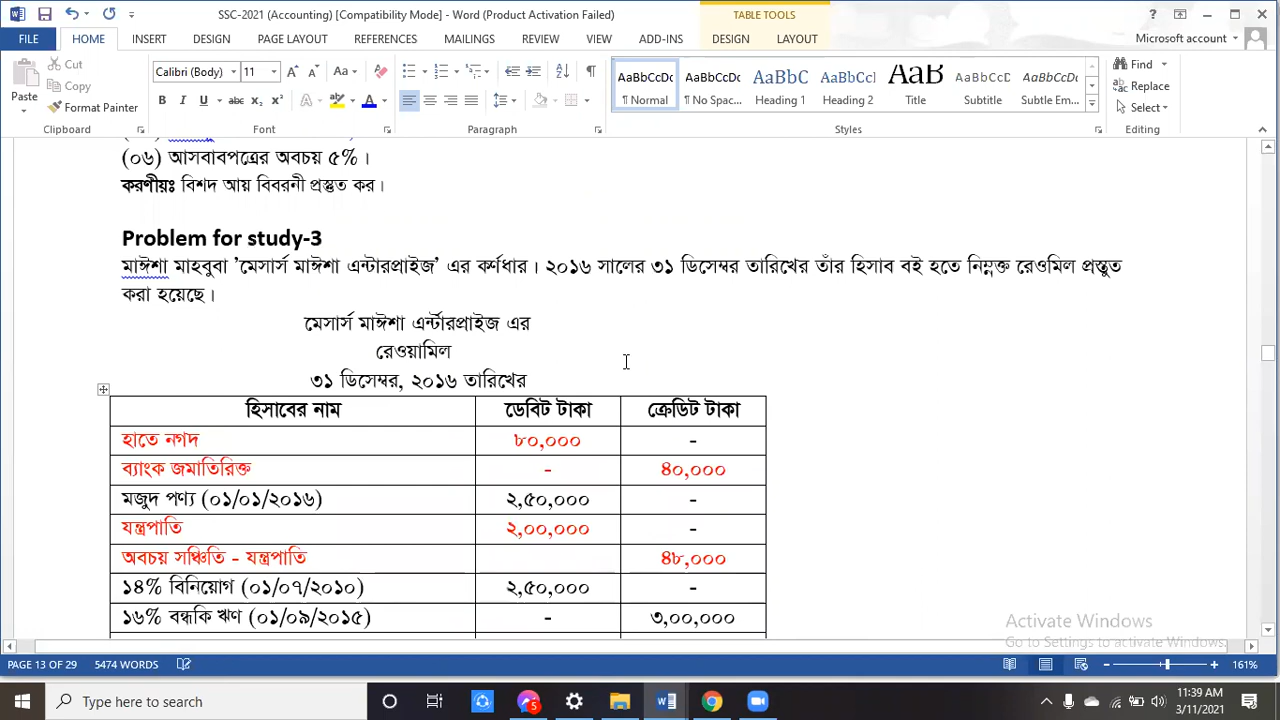 SSC-2021 (Accounting) [Compatibility Mode] - Word (Product Activation Failed)
TABLE TOOLS
FILE HOME INSERT DESIGN PAGE LAYOUT REFERENCES MAILINGS REVIEW VIEW ADD-INS DESIGN LAYOUT Microsoft account
Cut
Copy
Format Painter
Paste
Calibri (Body) 11
AaBbCcDc AaBbCcDc AaBbC AaBbCc AaB AaBbCcDc AaBbCcDc
¶ Normal ¶ No Spac... Heading Heading 2 Title Subtitle Subtle Em...
Find
Replace
Select
Clipboard Font Paragraph Styles Editing
(০৬) আসবাবপত্রের অবচয় ৫%।
করণীয়ঃ বিশদ আয় বিবরনী প্রস্তুত কর।
Problem for study-3
মাঈশা মাহবুবা ’মেসার্স মাঈশা এন্টারপ্রাইজ’ এর কর্ণধার। ২০১৬ সালের ৩১ ডিসেম্বর তারিখের তাঁর হিসাব বই হতে নিম্নক্ত রেওমিল প্রস্তুত
করা হয়েছে।
মেসার্স মাঈশা এর্ন্টারপ্রাইজ এর
রেওয়ামিল
৩১ ডিসেম্বর, ২০১৬ তারিখের
হিসাবের নাম ডেবিট টাকা ক্রেডিট টাকা
হাতে নগদ ৮০,০০০ -
ব্যাংক জমাতিরিক্ত - ৪০,০০০
মজুদ পণ্য (০১/০১/২০১৬) ২,৫০,০০০ -
যন্ত্রপাতি ২,০০,০০০ -
অবচয় সঞ্চিতি - যন্ত্রপাতি ৪৮,০০০
১৪% বিনিয়োগ (০১/০৭/২০১০) ২,৫০,০০০ -
১৬% বন্ধকি ঋণ (০১/০৯/২০১৫) - ৩,০০,০০০
Activate Windows
Go to Settings to activate Windows.
PAGE 13 OF 29 5474 WORDS 161%
Type here to search
5
11:39 AM
3/11/2021